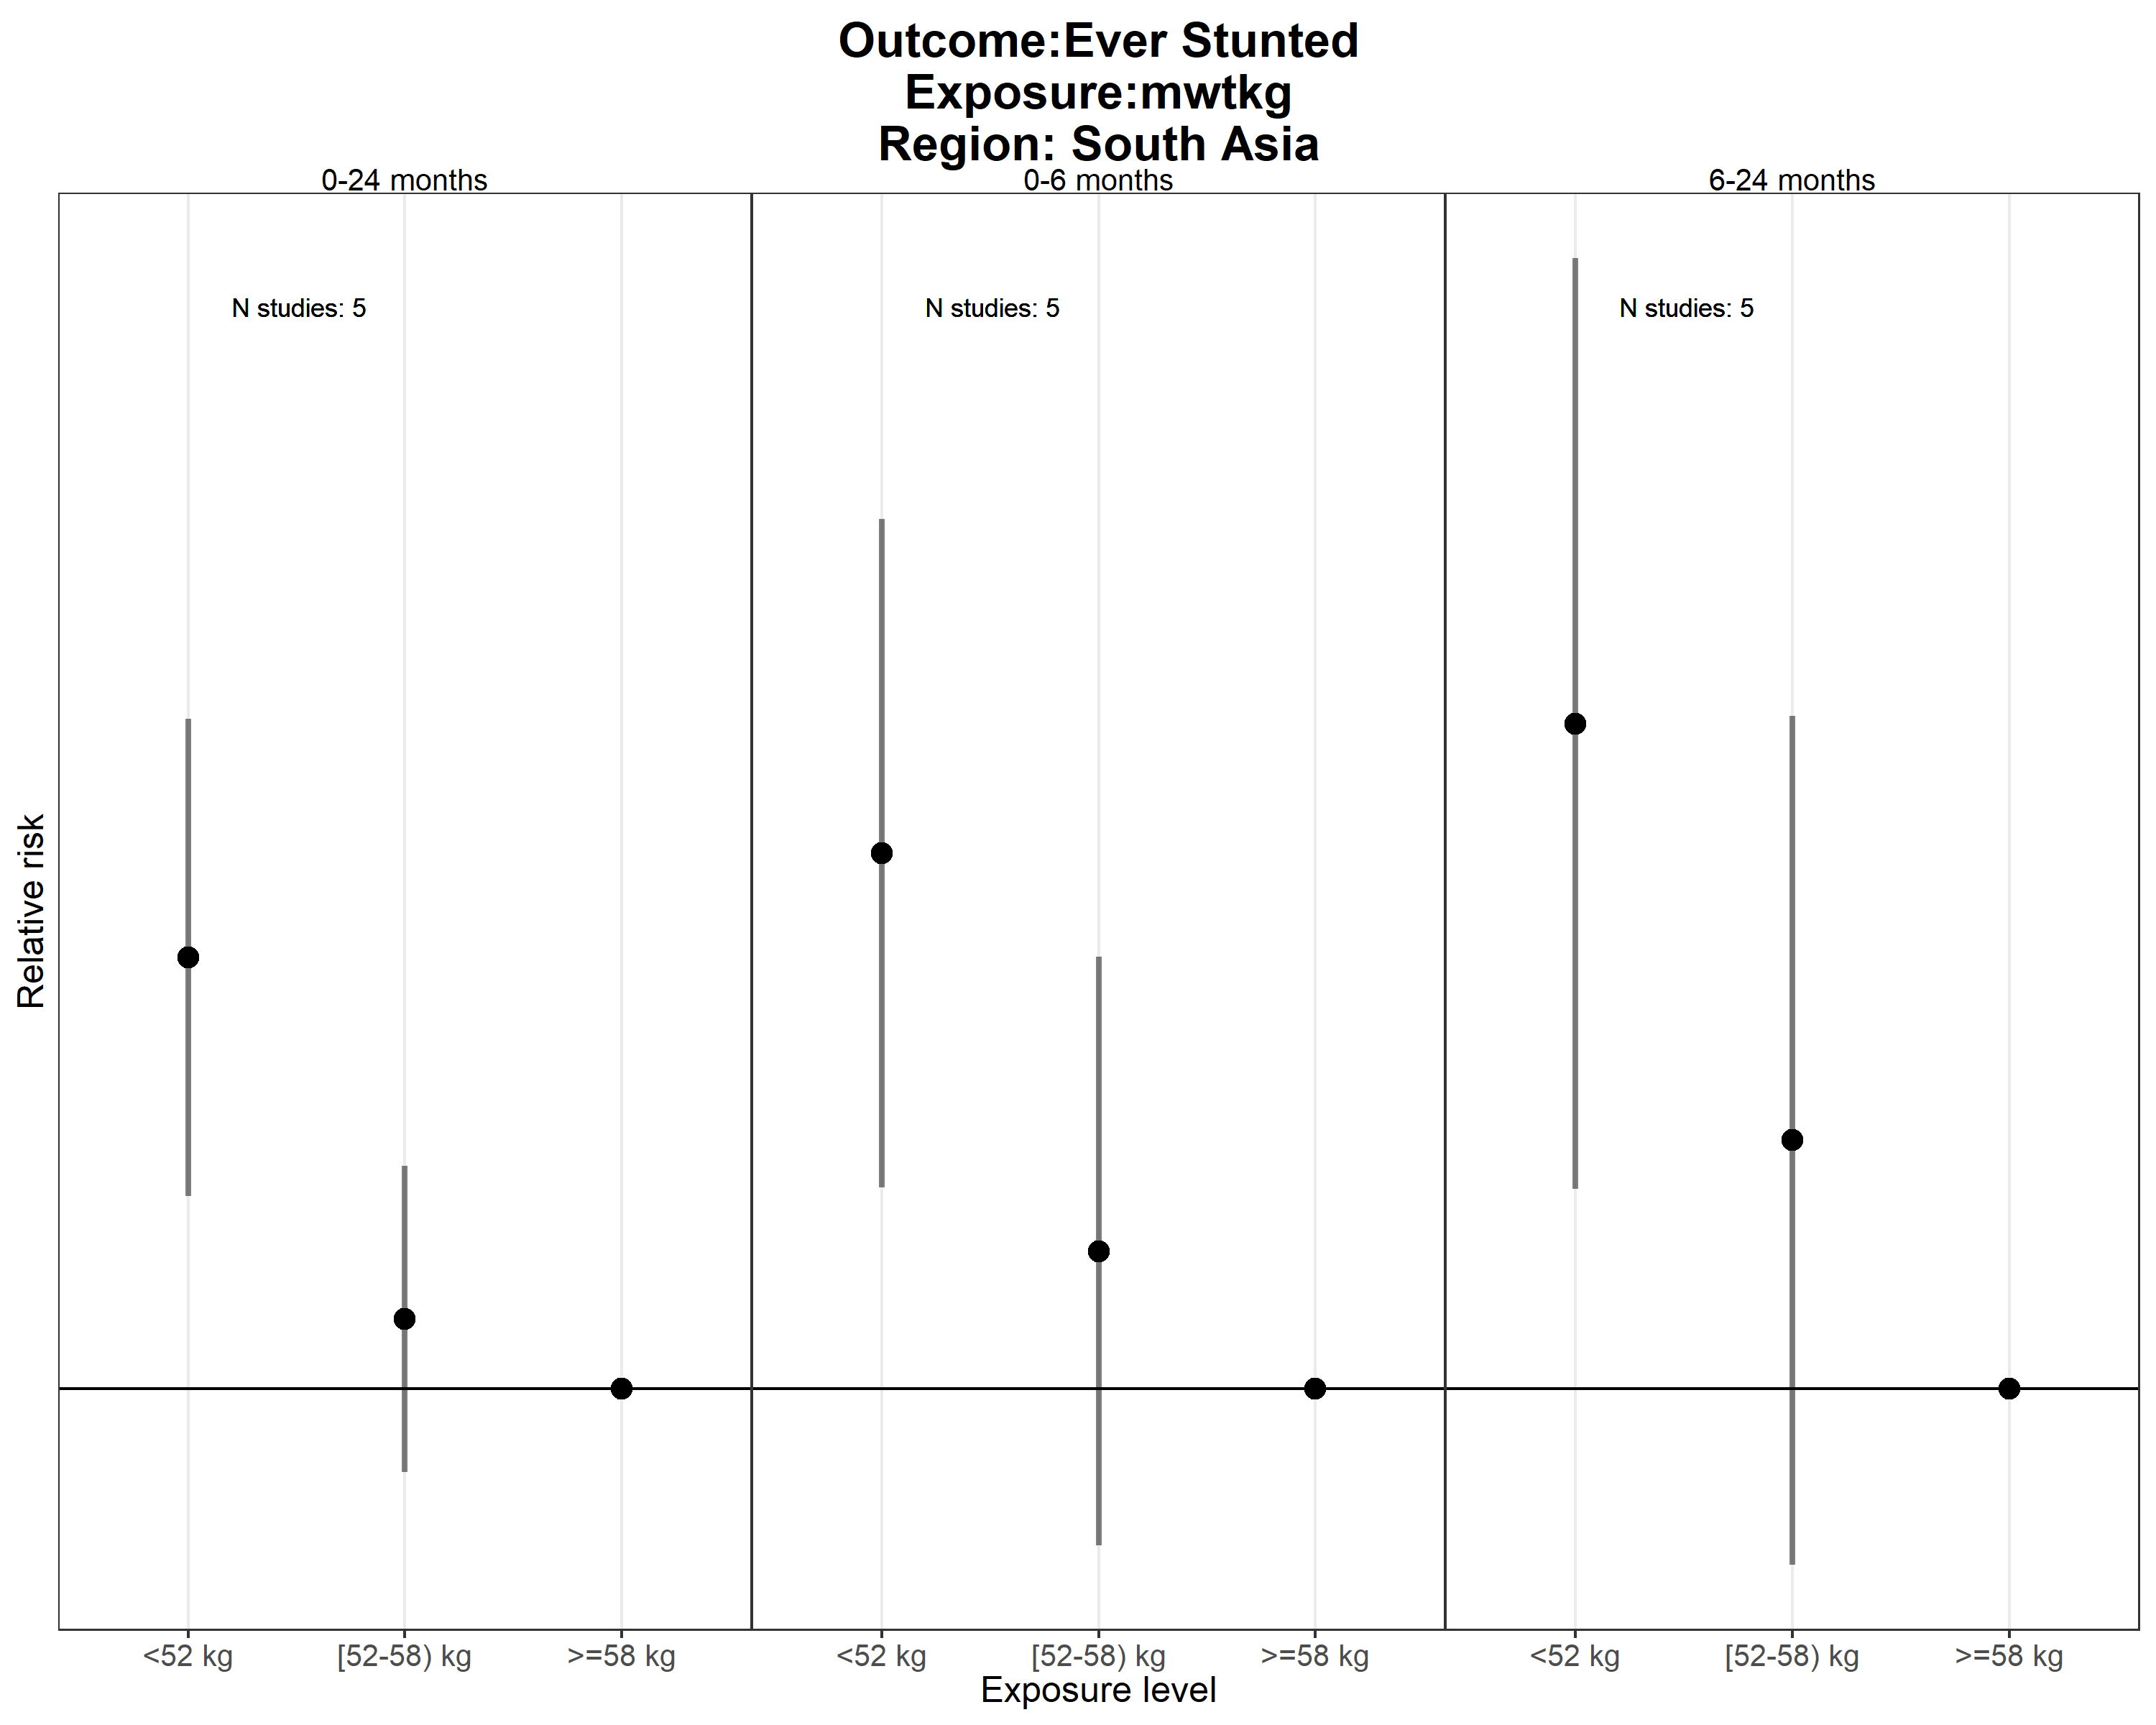 Outcome:Ever Stunted
Exposure:mwtkg
Region: South Asia
0-24 months
0-6 months
6-24 months
N studies: 5
N studies: 5
N studies: 5
Relative risk
<52 kg
[52-58) kg
>=58 kg
<52 kg
[52-58) kg
>=58 kg
<52 kg
[52-58) kg
>=58 kg
Exposure level